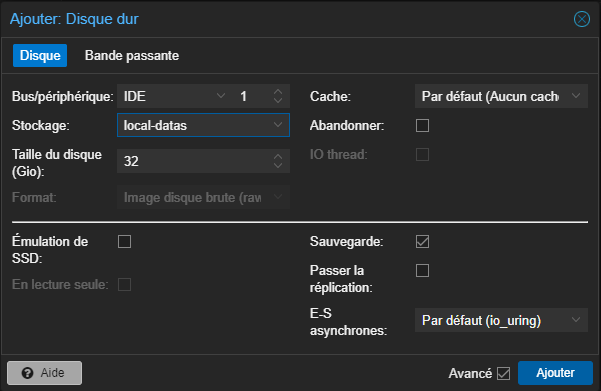 Ajouter: Disque dur
Disque Bande passante
Bus/périphérique: IDE 1
Cache: Par défaut (Aucun cache
Stockage: local-datas
Abandonner:
Taille du disque
(Gio): 32
IO thread:
Format: Image disque brute (raw
Émulation de
SSD:
Sauvegarde:
En lecture seule:
Passer la
réplication:
E-S
asynchrones: Par défaut (io_uring)
? Aide
Avancé
Ajouter